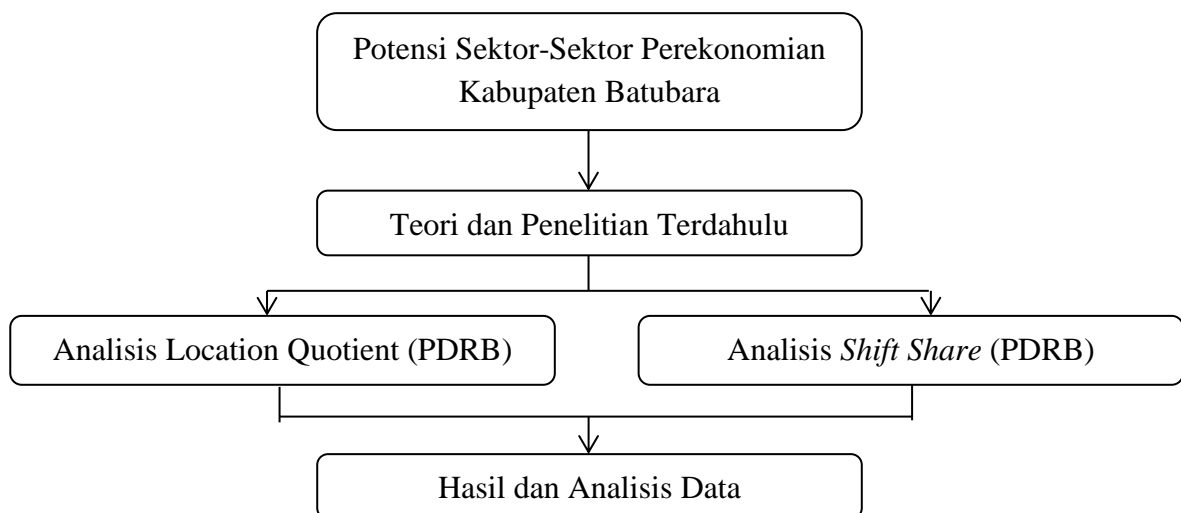 Potensi Sektor-Sektor Perekonomian
Kabupaten Batubara
Teori dan Penelitian Terdahulu
Analisis Location Quotient (PDRB)
Analisis Shift Share (PDRB)
Hasil dan Analisis Data